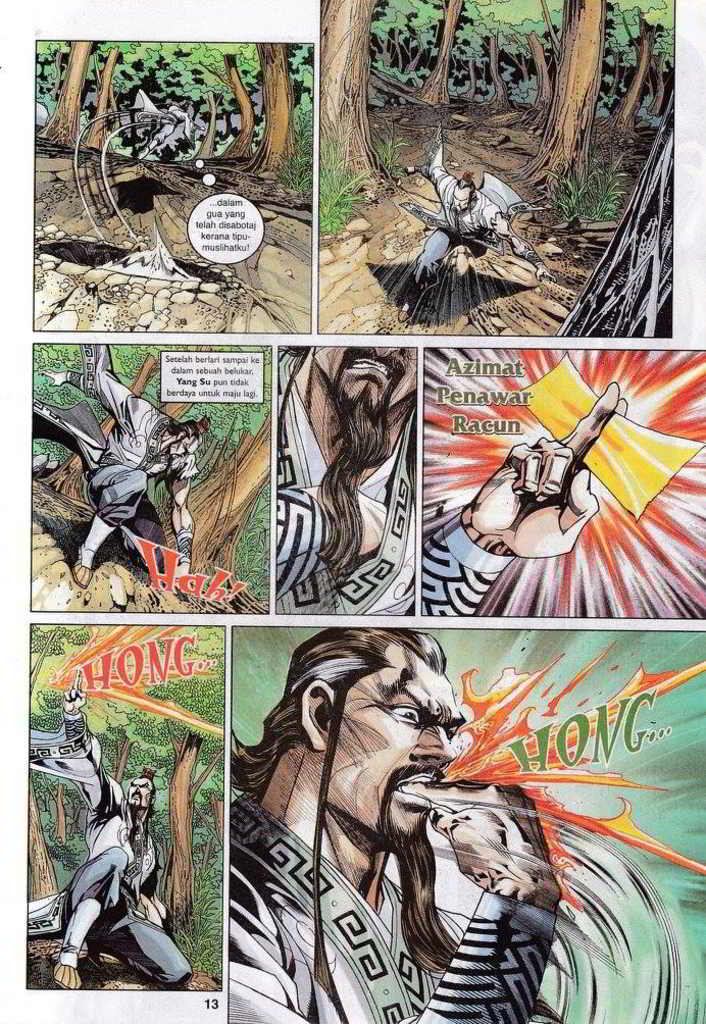 ...dalam
gua yang
telah disabotaj
kerana tipu-
muslihatku!
Setelah berlari sampai ke
dalam sebuah belukar,
Yang Su pun tidak
berdaya untuk maju lagi.
Hah!
Azimat
Penawar
Racun
HONG...
HONG...
13